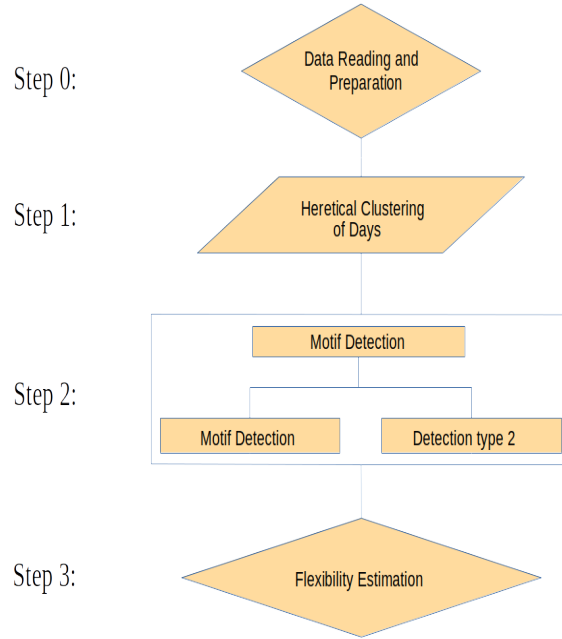 Step 0:
Data Reading and
Preparation
Step 1:
Heretical Clustering
of Days
Step 2:
Motif Detection
Motif Detection
Detection type 2
Step 3:
Flexibility Estimation